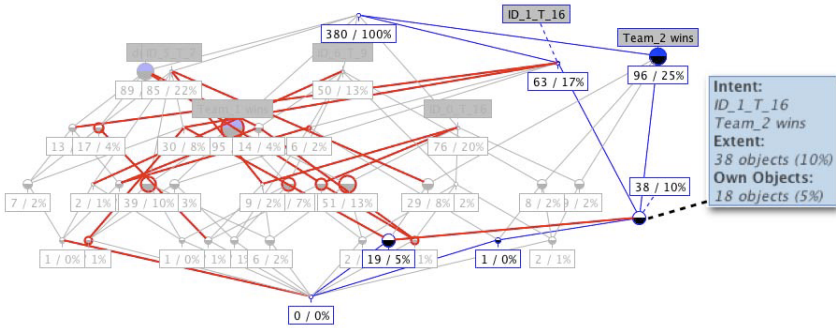 ID_1_T_16
380 / 100%
Team_2 wins
89
85 / 22%
50 / 13%
63 / 17%
96 / 25%
Intent:
ID_1_T_16
Team_2 wins
Extent:
38 objects (10%)
Own Objects:
18 objects (5%)
Team_1 wins
ID_0_T_16
13
17 / 4%
30 / 8%
95
14 / 4%
6 / 2%
76 / 20%
38 / 10%
7 / 2%
2 / 1%
39 / 10%
3%
9 / 2%
7%
51 / 13%
29 / 8%
2%
8 / 2%
/ 2%
1 / 0%
1%
1 / 0%
6 / 2%
2 /
19 / 5%
1%
1 / 0%
2 / 1%
0 / 0%